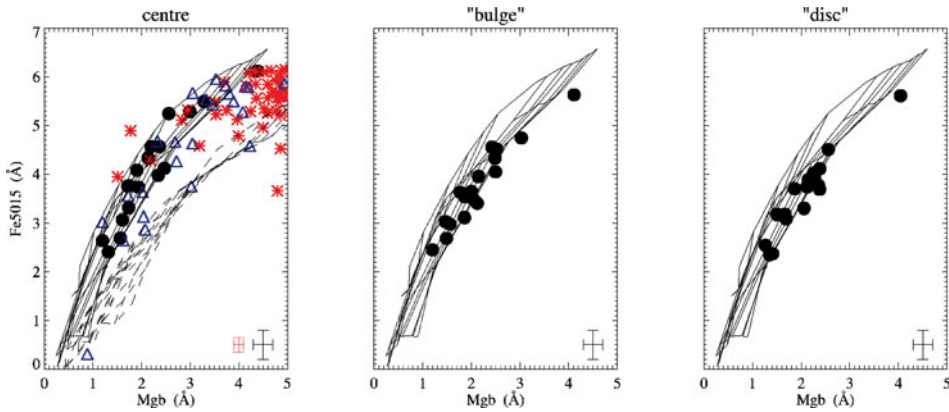 centre
"bulge"
"disc"
Fe5015 (Å)
7
6
5
4
3
2
1
0
0 1 2 3 4 5
Mgb (Å)
0 1 2 3 4 5
Mgb (Å)
0 1 2 3 4 5
Mgb (Å)